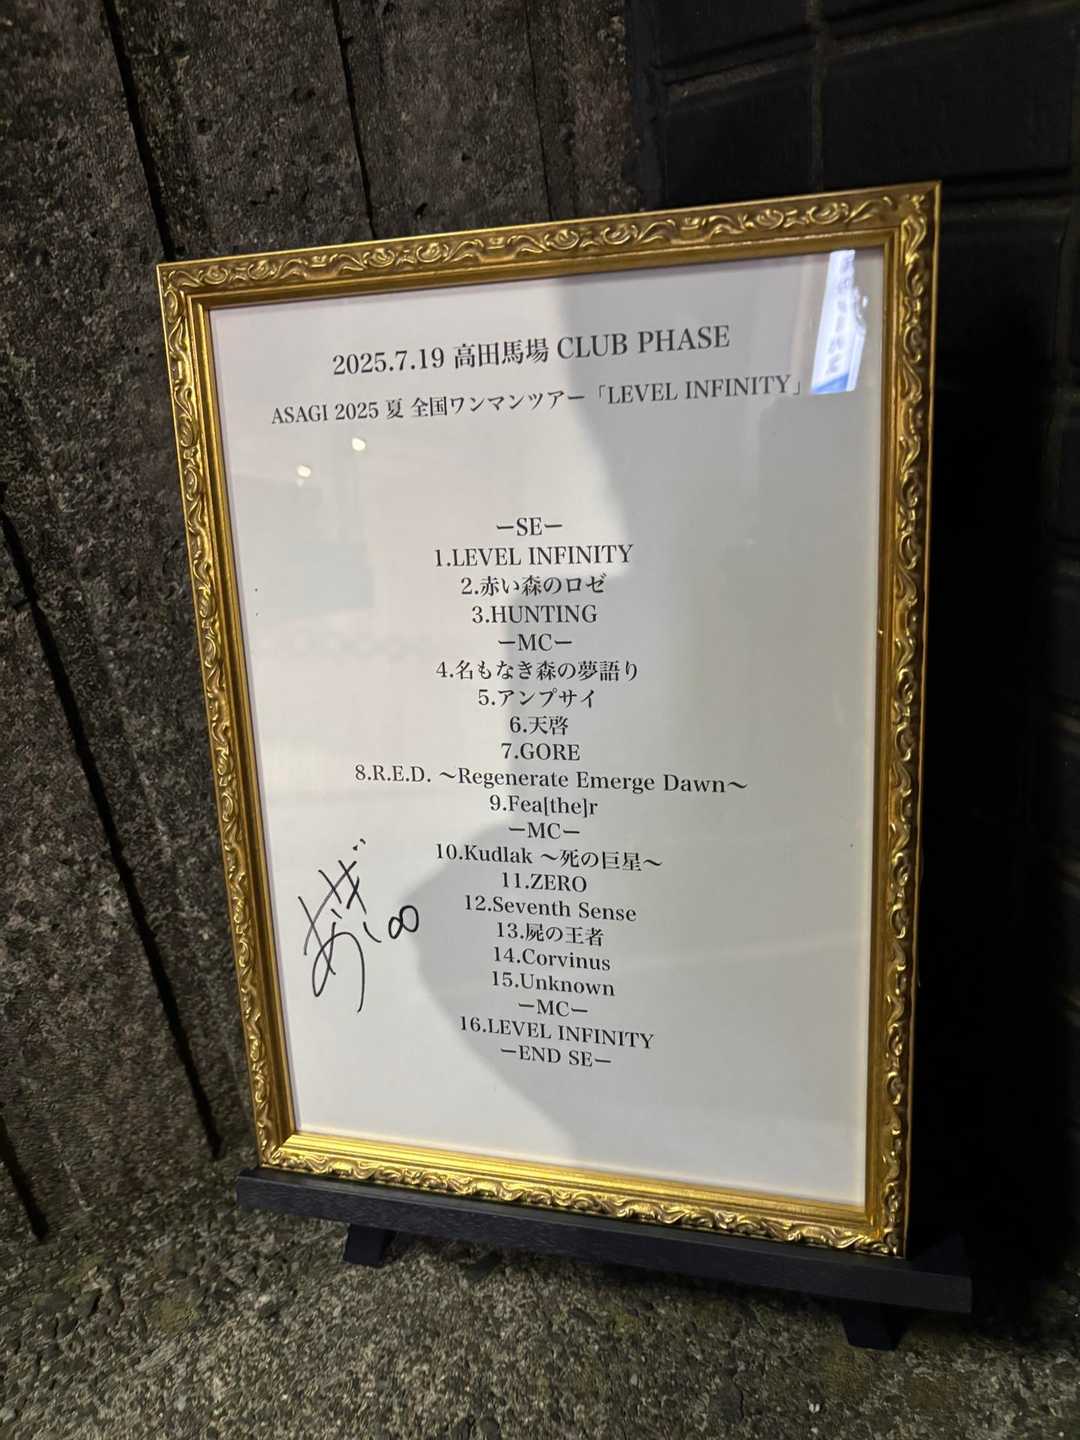 2025.7.19 高田馬場 CLUB PHASE
ASAGI 2025 夏 全国ワンマンツアー「LEVEL INFINITY」
ーSEー
1.LEVEL INFINITY
2.赤い森のロゼ
3.HUNTING
ーMCー
4.名もなき森の夢語り
5.アンプサイ
6.天啓
7.GORE
8.R.E.D. 〜Regenerate Emerge Dawn〜
9.Fea[the]r
ーMCー
10.Kudlak 〜死の巨星〜
11.ZERO
12.Seventh Sense
13.屍の王者
14.Corvinus
15.Unknown
ーMCー
16.LEVEL INFINITY
ーEND SEー